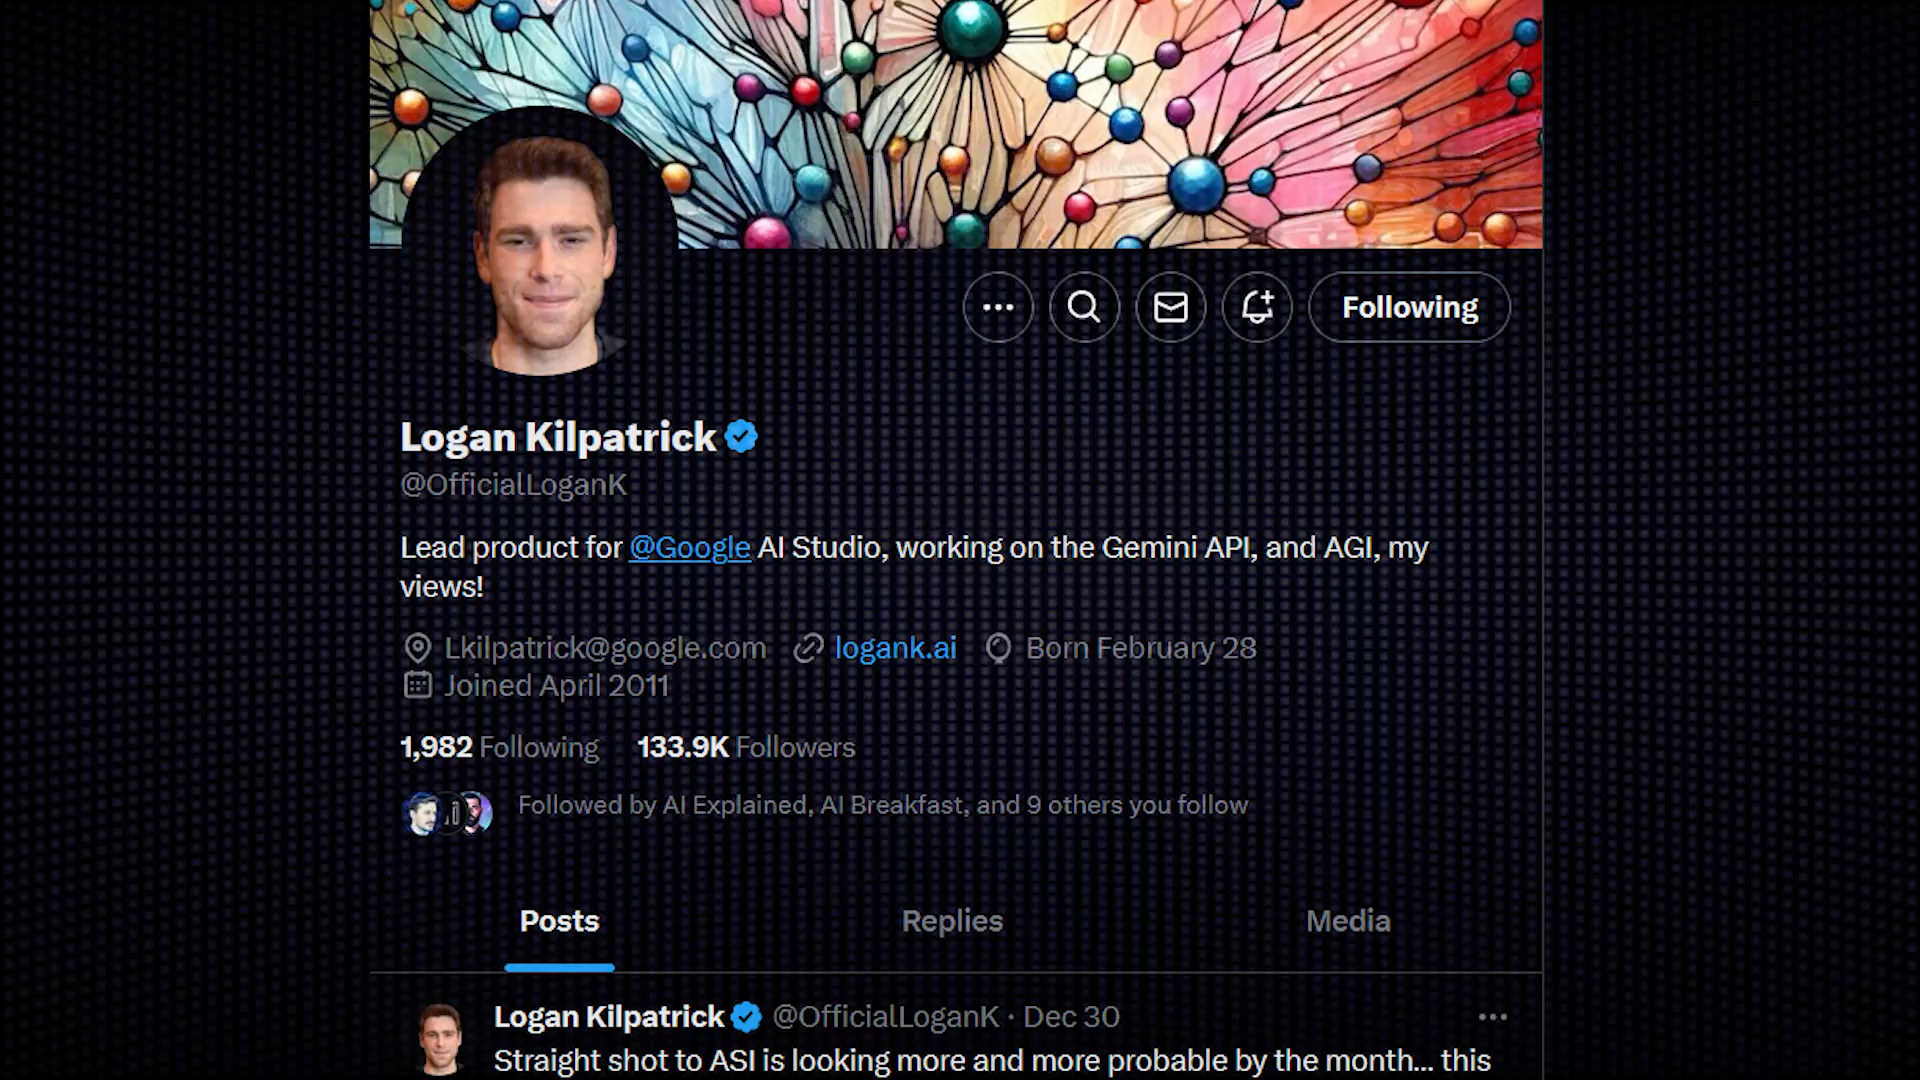 Following
Logan Kilpatrick
@OfficialLoganK
Lead product for @Google AI Studio, working on the Gemini API, and AGI, my
views!
Lkilpatrick@google.com logank.ai Born February 28
Joined April 2011
1,982 Following 133.9K Followers
Followed by AI Explained, AI Breakfast, and 9 others you follow
Posts Replies Media
Logan Kilpatrick @OfficialLoganK · Dec 30
Straight shot to ASI is looking more and more probable by the month... this